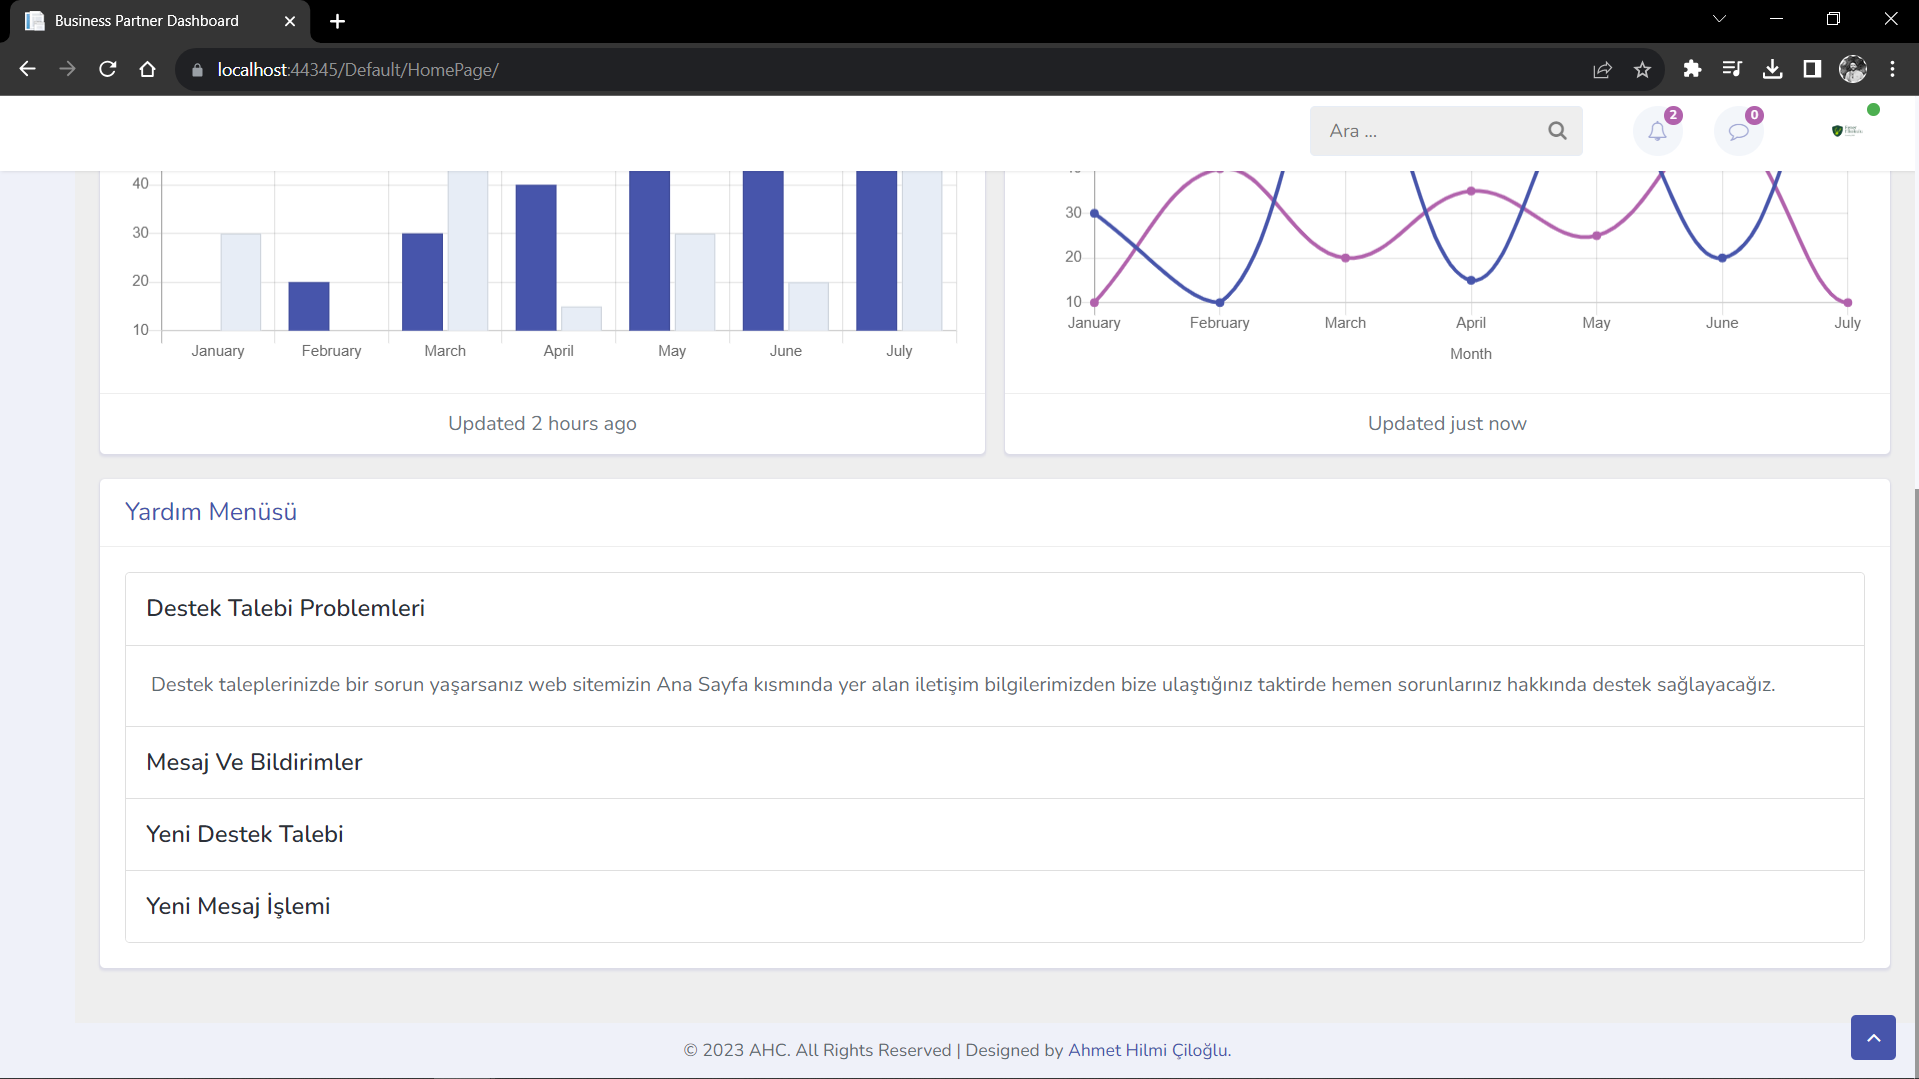 Business Partner Dashboard
localhost:44345/Default/HomePage/
Ara ...
2
0
40
30
20
10
January February March April May June July
Updated 2 hours ago
30
20
10
January February March April May June July
Month
Updated just now
Yardım Menüsü
Destek Talebi Problemleri
Destek taleplerinizde bir sorun yaşarsanız web sitemizin Ana Sayfa kısmında yer alan iletişim bilgilerimizden bize ulaştığınız taktirde hemen sorunlarınız hakkında destek sağlayacağız.
Mesaj Ve Bildirimler
Yeni Destek Talebi
Yeni Mesaj İşlemi
© 2023 AHC. All Rights Reserved | Designed by Ahmet Hilmi Çiloğlu.